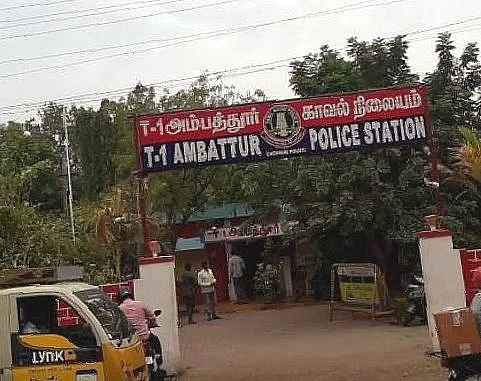 T-1 அம்பத்தூர் காவல் நிலையம்
T-1 AMBATTUR POLICE STATION
LYNK